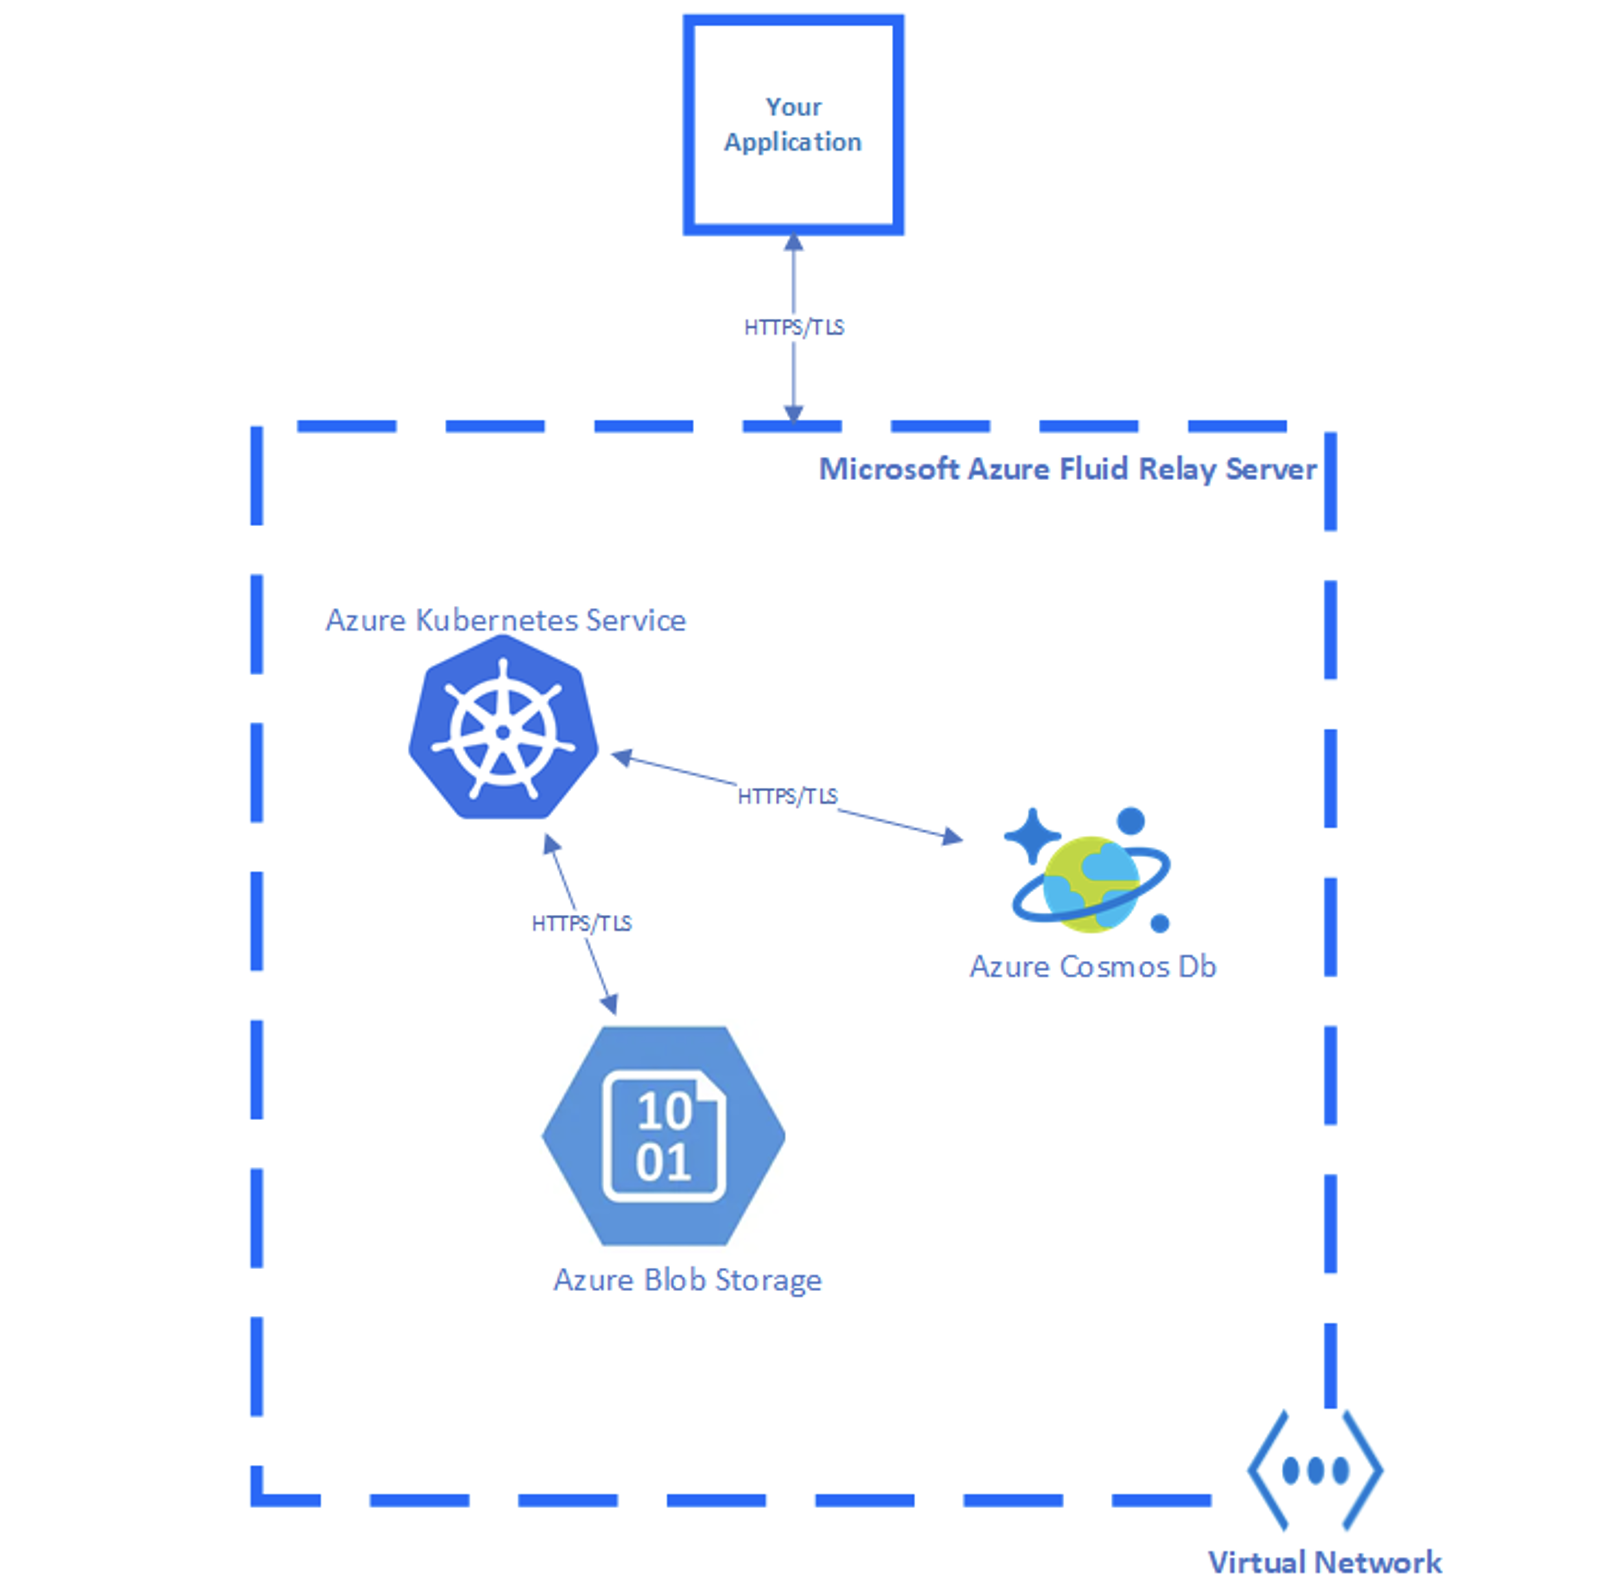 Your
Application
HTTPS/TLS
Microsoft Azure Fluid Relay Server
Azure Kubernetes Service
HTTPS/TLS
HTTPS/TLS
Azure Cosmos Db
10
01
Azure Blob Storage
Virtual Network